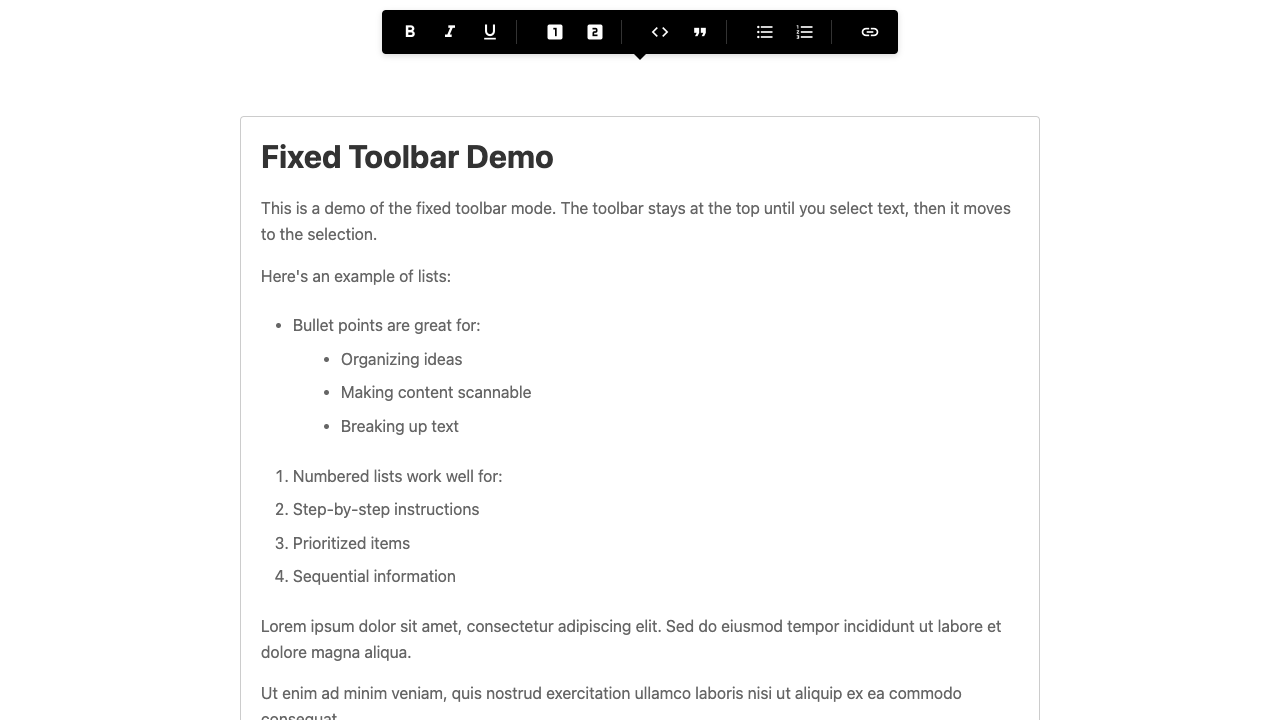 B I U 1 2
Fixed Toolbar Demo
This is a demo of the fixed toolbar mode. The toolbar stays at the top until you select text, then it moves
to the selection.
Here's an example of lists:
• Bullet points are great for:
• Organizing ideas
• Making content scannable
• Breaking up text
1. Numbered lists work well for:
2. Step-by-step instructions
3. Prioritized items
4. Sequential information
Lorem ipsum dolor sit amet, consectetur adipiscing elit. Sed do eiusmod tempor incididunt ut labore et
dolore magna aliqua.
Ut enim ad minim veniam, quis nostrud exercitation ullamco laboris nisi ut aliquip ex ea commodo
consequat.